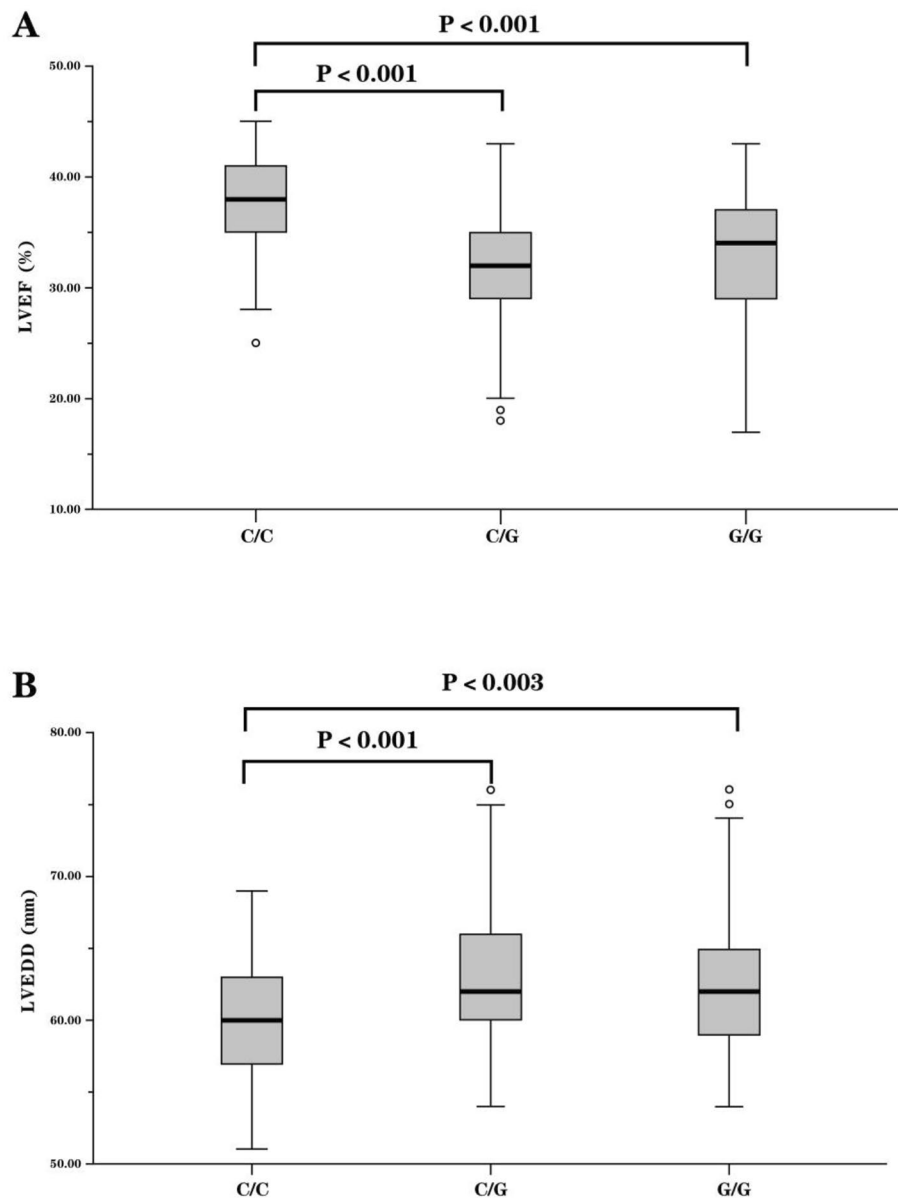 A
P < 0.001
P < 0.001
50.00
40.00
30.00
20.00
10.00
LVEF (%)
C/C
C/G
G/G
B
P < 0.003
P < 0.001
80.00
70.00
60.00
50.00
LVEDD (mm)
C/C
C/G
G/G